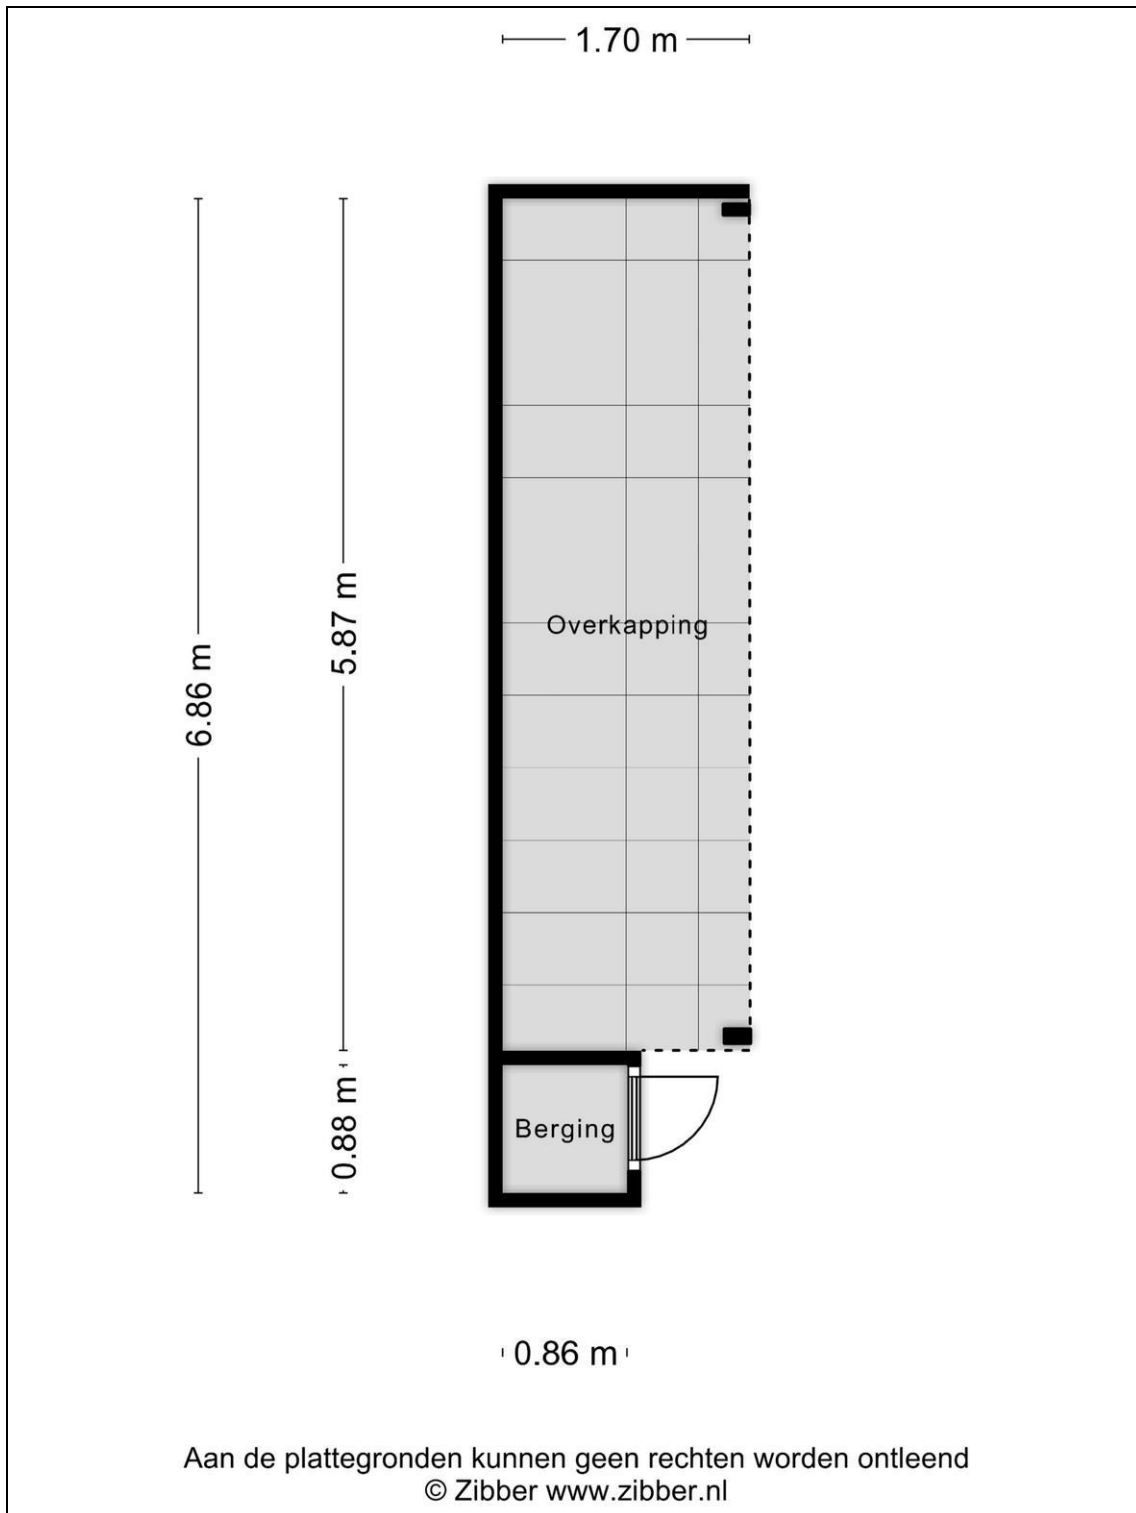 1.70 m
6.86 m
5.87 m
Overkapping
0.88 m
Berging
0.86 m
Aan de plattegronden kunnen geen rechten worden ontleend
© Zibber www.zibber.nl